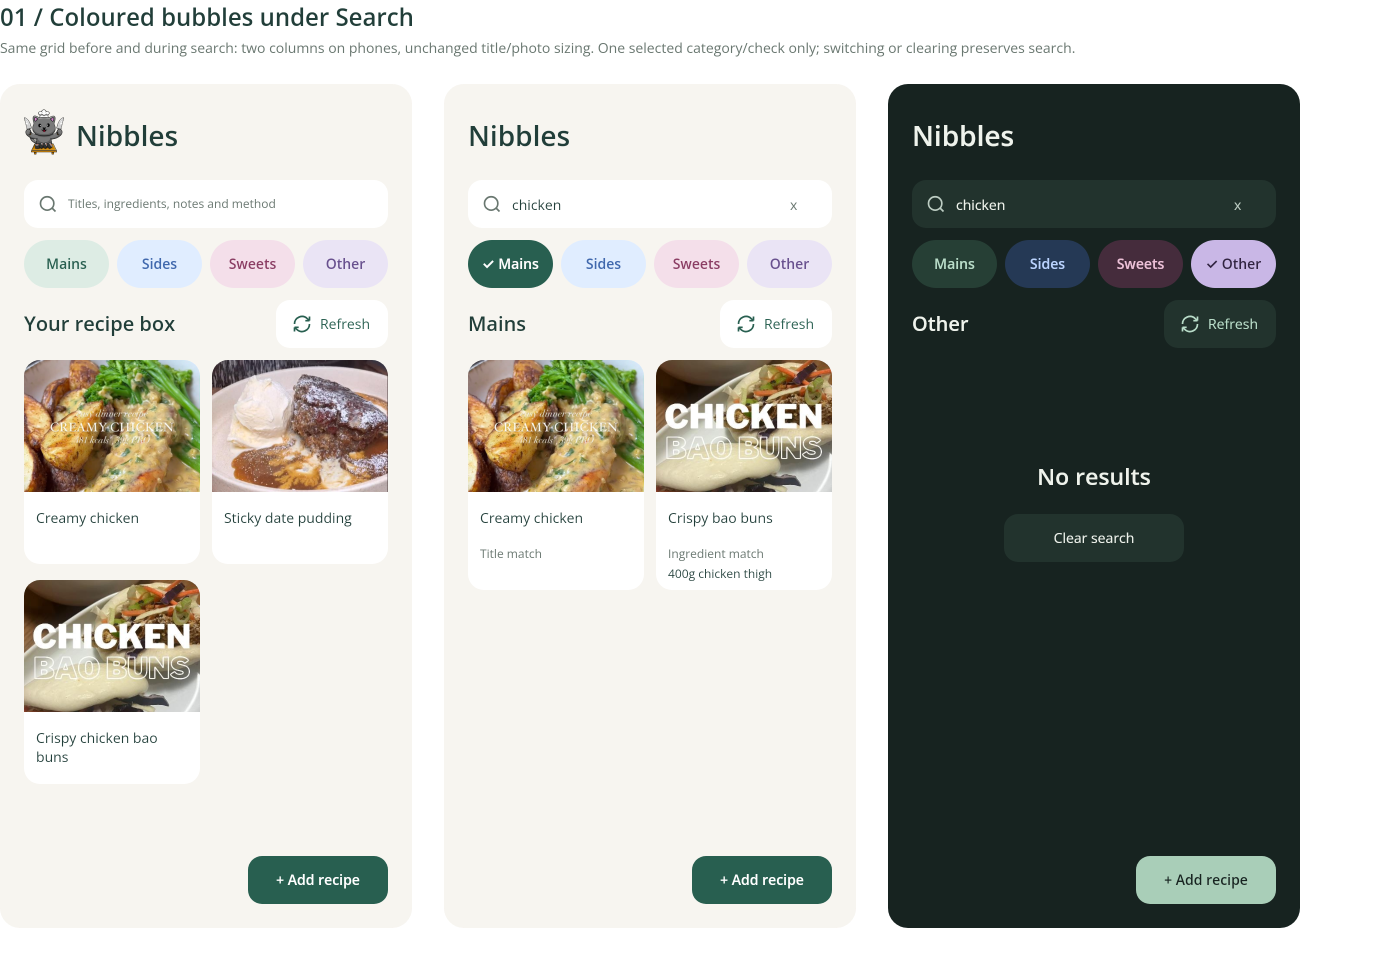 01 / Coloured bubbles under Search
Same grid before and during search: two columns on phones, unchanged title/photo sizing. One selected category/check only; switching or clearing preserves search.
Nibbles
Titles, ingredients, notes and method
Mains
Sides
Sweets
Other
Your recipe box
Refresh
CREAMY CHICKEN
Creamy chicken
Sticky date pudding
CHICKEN
BAO BUNS
Crispy chicken bao
buns
+ Add recipe
Nibbles
chicken
x
✓ Mains
Sides
Sweets
Other
Mains
Refresh
CREAMY CHICKEN
CHICKEN
BAO BUNS
Creamy chicken
Title match
Crispy bao buns
Ingredient match
400g chicken thigh
+ Add recipe
Nibbles
chicken
x
Mains
Sides
Sweets
✓ Other
Other
Refresh
No results
Clear search
+ Add recipe